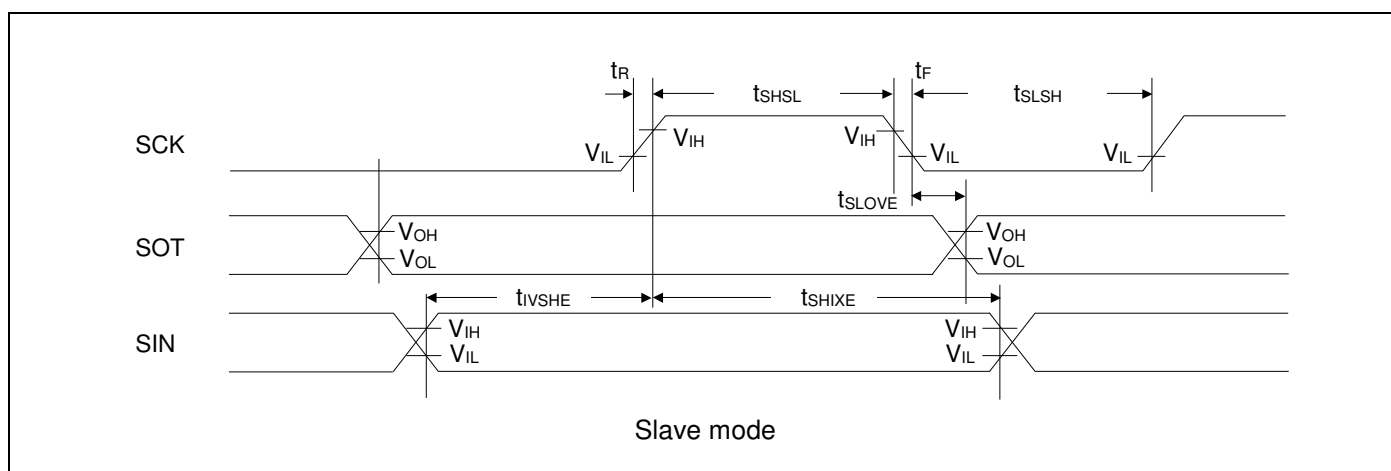 tR tSHSL tF tSLSH
SCK VIL VIH VIH VIL VIL
tSLOVE
SOT VOH VOL VOH VOL
tIVSHE tSHIXE
SIN VIH VIL VIH VIL
Slave mode